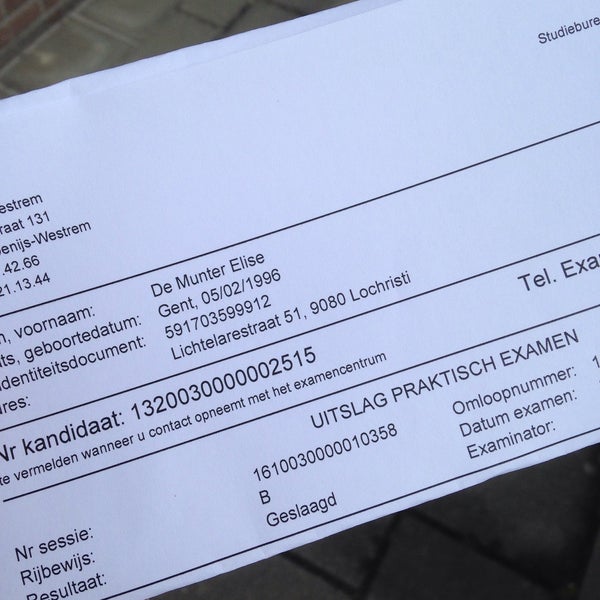 Studiebure
estrem
raat 131
enijs-Westrem
.42.66
21.13.44
n, voornaam: De Munter Elise
ts, geboortedatum: Gent, 05/02/1996
dentiteitsdocument: 591703599912
res: Lichtelarestraat 51, 9080 Lochristi
Tel. Exa
Nr kandidaat: 1320030000002515
te vermelden wanneer u contact opneemt met het examencentrum
UITSLAG PRAKTISCH EXAMEN
Nr sessie: 1610030000010358 Omloopnummer: 1
Rijbewijs: B Datum examen:
Resultaat: Geslaagd Examinator: